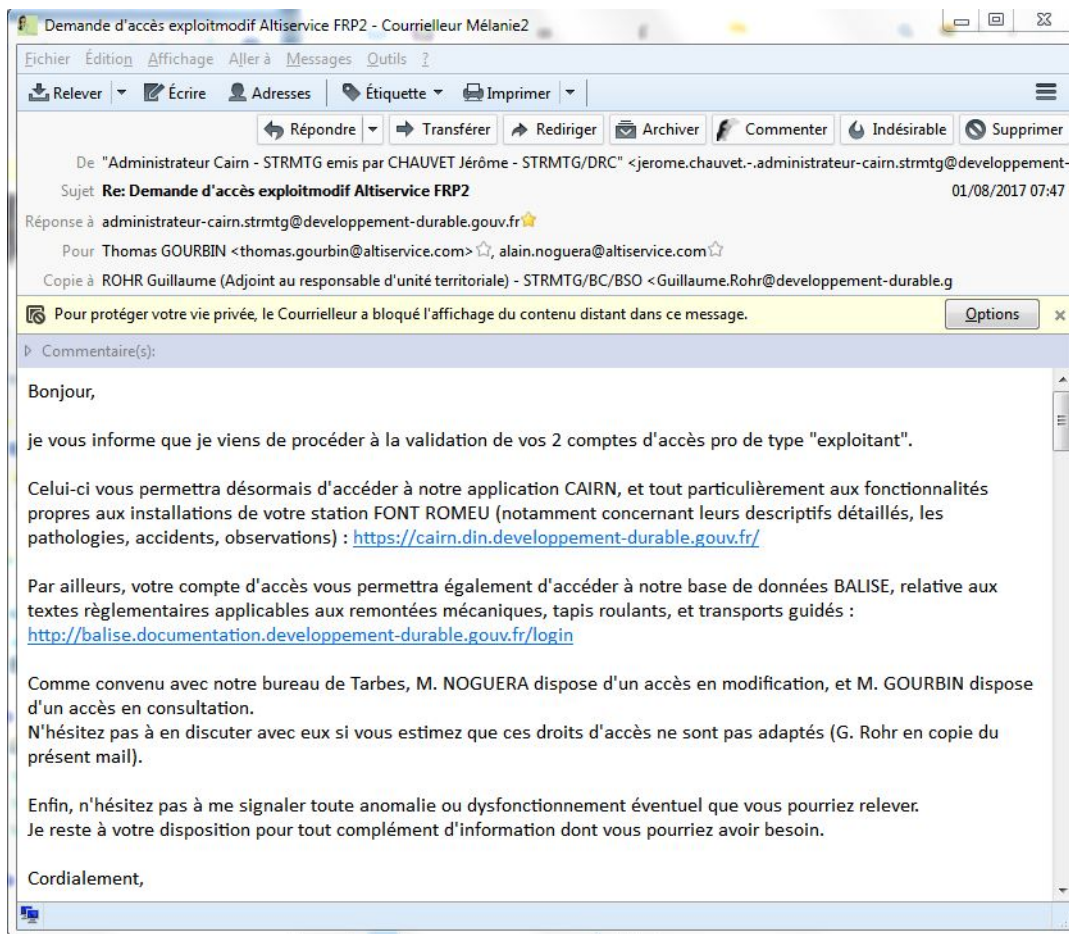 Demande d'accès exploitmodif Altiservice FRP2 - Courrielleur Mélanie2
Fichier Édition Affichage Aller à Messages Outils ?
Relever Écrire Adresses Étiquette Imprimer
Répondre Transférer Rediriger Archiver Commenter Indésirable Supprimer
De "Administrateur Cairn - STRMTG emis par CHAUVET Jérôme - STRMTG/DRC" <jerome.chauvet.-.administrateur-cairn.strmtg@developpement-
Sujet Re: Demande d'accès exploitmodif Altiservice FRP2 01/08/2017 07:47
Réponse à administrateur-cairn.strmtg@developpement-durable.gouv.fr
Pour Thomas GOURBIN <thomas.gourbin@altiservice.com>, alain.noguera@altiservice.com
Copie à ROHR Guillaume (Adjoint au responsable d'unité territoriale) - STRMTG/BC/BSO <Guillaume.Rohr@developpement-durable.g
Pour protéger votre vie privée, le Courrielleur a bloqué l'affichage du contenu distant dans ce message. Options
Commentaire(s):
Bonjour,
je vous informe que je viens de procéder à la validation de vos 2 comptes d'accès pro de type "exploitant".
Celui-ci vous permettra désormais d'accéder à notre application CAIRN, et tout particulièrement aux fonctionnalités
propres aux installations de votre station FONT ROMEU (notamment concernant leurs descriptifs détaillés, les
pathologies, accidents, observations) : https://cairn.din.developpement-durable.gouv.fr/
Par ailleurs, votre compte d'accès vous permettra également d'accéder à notre base de données BALISE, relative aux
textes règlementaires applicables aux remontées mécaniques, tapis roulants, et transports guidés :
http://balise.documentation.developpement-durable.gouv.fr/login
Comme convenu avec notre bureau de Tarbes, M. NOGUERA dispose d'un accès en modification, et M. GOURBIN dispose
d'un accès en consultation.
N'hésitez pas à en discuter avec eux si vous estimez que ces droits d'accès ne sont pas adaptés (G. Rohr en copie du
présent mail).
Enfin, n'hésitez pas à me signaler toute anomalie ou dysfonctionnement éventuel que vous pourriez relever.
Je reste à votre disposition pour tout complément d'information dont vous pourriez avoir besoin.
Cordialement,